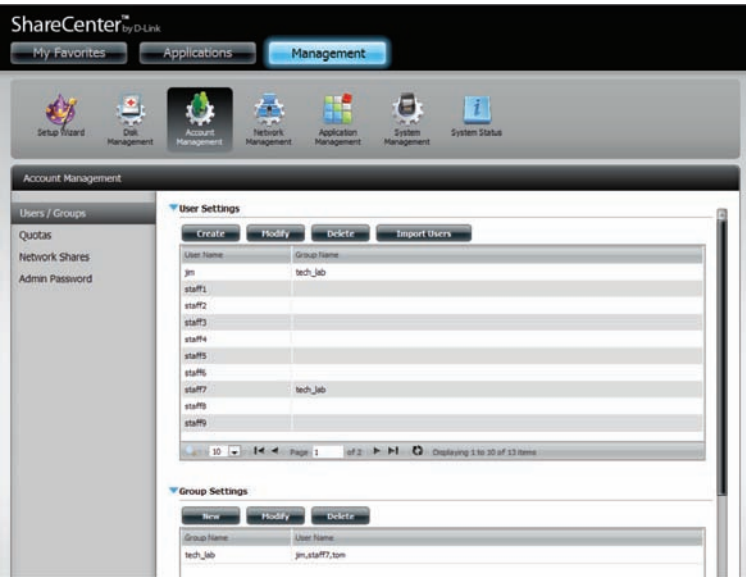 ShareCenter™ by D-Link
My Favorites Applications Management
Setup Wizard Disk Management Account Management Network Management Application Management System Management System Status
Account Management
Users / Groups
Quotas
Network Shares
Admin Password
User Settings
Create Modify Delete Import Users
User Name Group Name
jim tech_lab
staff1
staff2
staff3
staff4
staff5
staff6
staff7 tech_lab
staff8
staff9
10 Page 1 of 2 Displaying 1 to 10 of 13 items
Group Settings
New Modify Delete
Group Name User Name
tech_lab jim,staff7,tom